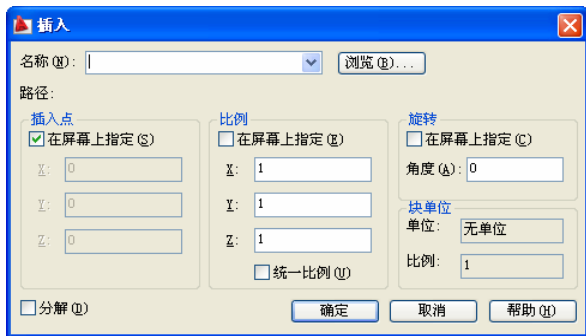 插入
名称(N): 浏览(B)...
路径:
插入点 比例 旋转
在屏幕上指定(S) 在屏幕上指定(E) 在屏幕上指定(C)
X: 0 X: 1 角度(A): 0
Y: 0 Y: 1 块单位
单位: 无单位
Z: 0 Z: 1 比例: 1
统一比例(U)
分解(D) 确定 取消 帮助(H)